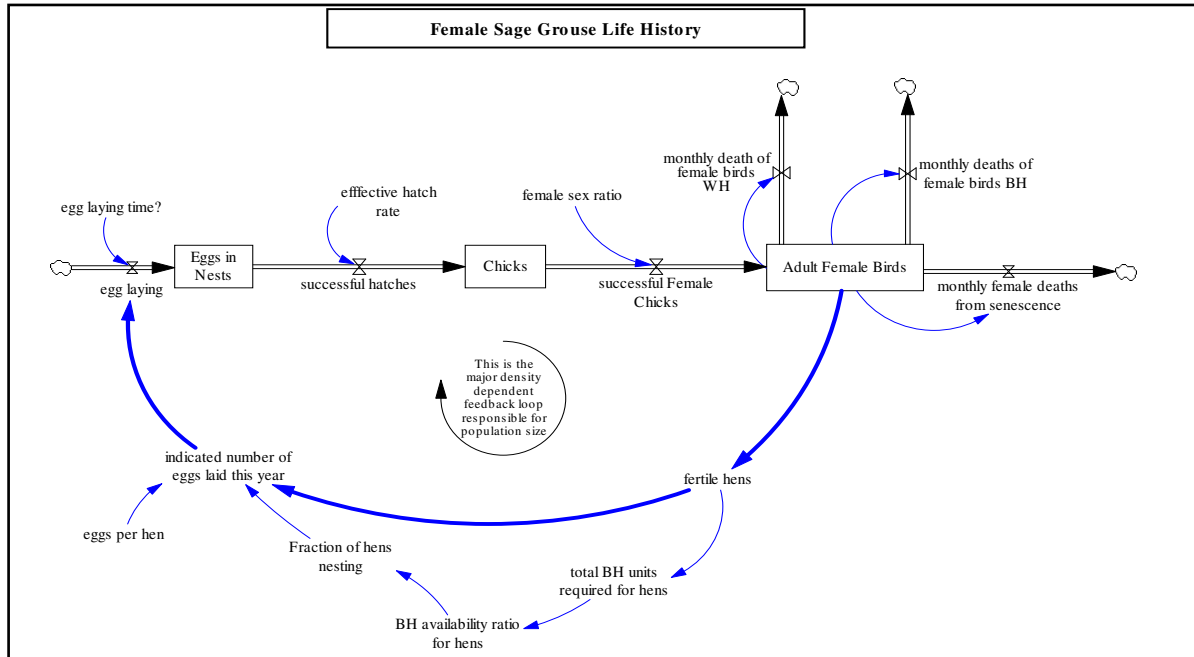 Female Sage Grouse Life History
monthly death of
female birds
WH
monthly deaths of
female birds BH
egg laying time?
efffective hatch
rate
female sex ratio
Eggs in
Nests
Chicks
Adult Female Birds
egg laying
successful hatches
successful Female
Chicks
monthly female deaths
from senescence
This is the
major density
dependent
feedback loop
responsible for
population size
indicated number of
eggs laid this year
fertile hens
eggs per hen
Fraction of hens
nesting
total BH units
required for hens
BH availability ratio
for hens